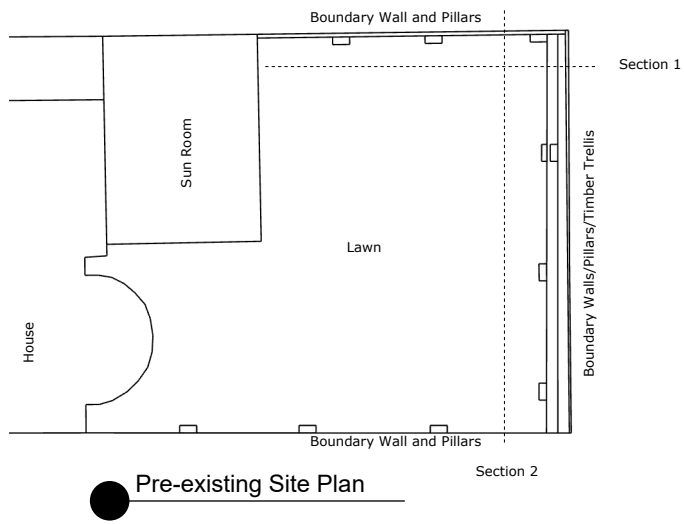 Boundary Wall and Pillars
Section 1
Sun Room
Boundary Walls/Pillars/Timber Trellis
Lawn
House
Boundary Wall and Pillars
Section 2
Pre-existing Site Plan